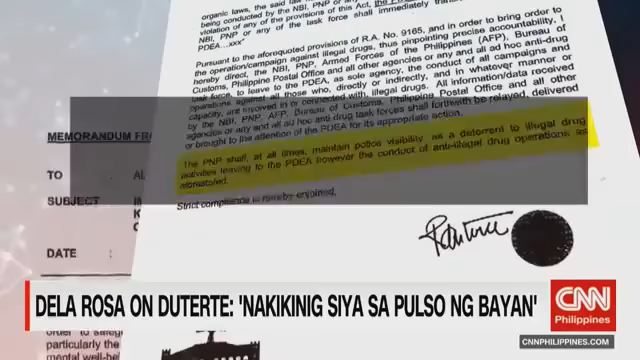 organic laws, the said law
being conducted by the NBI, PNP
violation of any of the provisions of this Act, the
NBI, PNP or any of the task force shall immediately
PDEA...xxx"
Pursuant to the aforequoted provisions of R.A. No. 9165, and in order to bring order to
the operation/campaign against illegal drugs, thus pinpointing precise accountability, I
hereby direct, the NBI, PNP, Armed Forces of the Philippines (AFP), Bureau of
Customs, Philippine Postal Office and all other agencies or any and all ad hoc anti-drug
task force, to leave to the PDEA, as sole agency, the conduct of all campaigns and
operations against all those who, directly or indirectly, and in whatever manner or
capacity, are involved in or connected with, illegal drugs. All information/data received
by the NBI, PNP, AFP, Bureau of Customs, Philippine Postal Office and all other
agencies or any and all ad hoc anti-drug task forces shall forthwith be relayed, delivered
or brought to the attention of the PDEA for its appropriate action.
The PNP shall, at all times, maintain police visibility as a deterrent to illegal drug
activities leaving to the PDEA however the conduct of anti-illegal drug operations as
aforestated.
Strict compliance is hereby enjoined.
MEMORANDUM FR
TO : AL
SUBJECT
DATE :
DELA ROSA ON DUTERTE: 'NAKIKINIG SIYA SA PULSO NG BAYAN'
CNN
Philippines
CNNPHILIPPINES.COM
order to safeg
particularly the
mental well-be